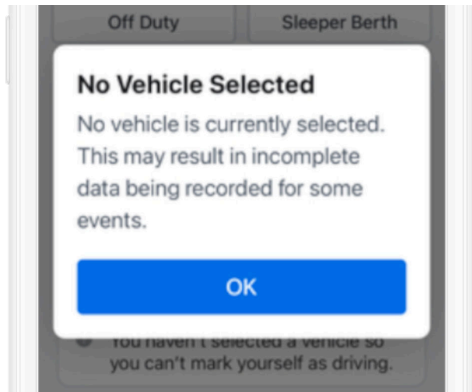 Off Duty
Sleeper Berth
No Vehicle Selected
No vehicle is currently selected.
This may result in incomplete
data being recorded for some
events.
OK
You haven't selected a vehicle so
you can't mark yourself as driving.